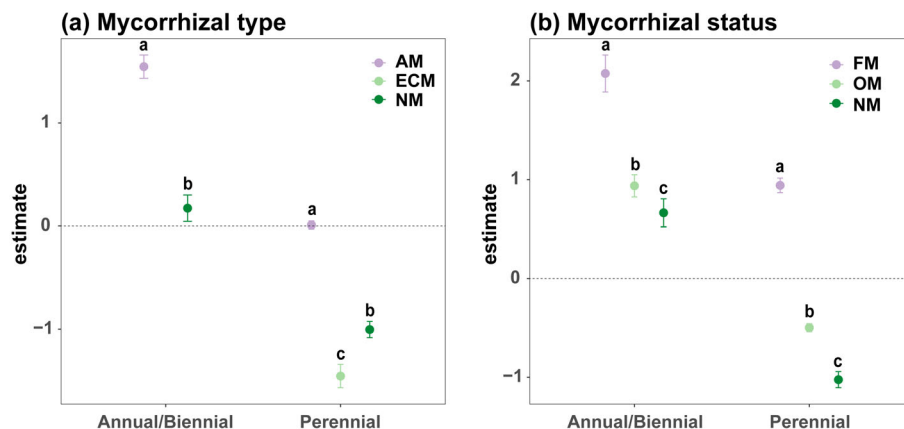 (a) Mycorrhizal type
a
AM
ECM
NM
1
b
a
0
estimate
b
−1
c
Annual/Biennial
Perennial
(b) Mycorrhizal status
a
FM
OM
NM
2
b
c
a
1
estimate
0
b
c
−1
Annual/Biennial
Perennial